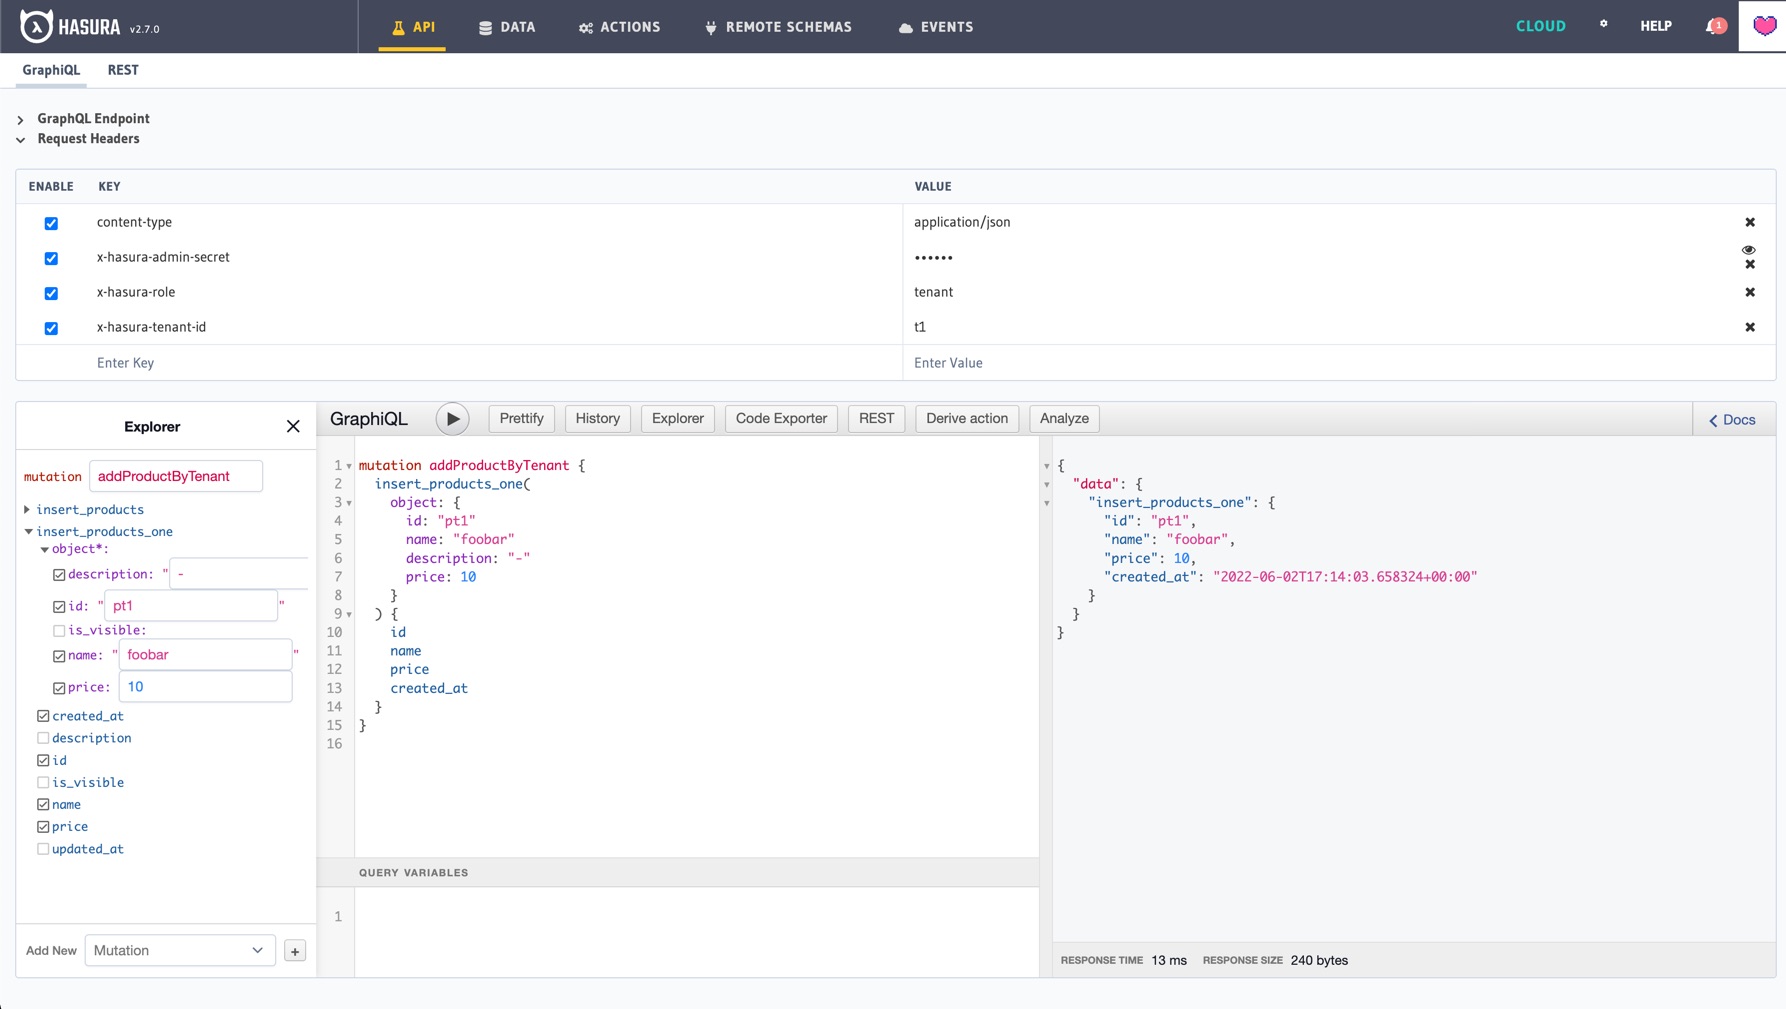 HASURA v2.7.0 API DATA ACTIONS REMOTE SCHEMAS EVENTS CLOUD HELP 1
GraphiQL REST
GraphQL Endpoint
Request Headers
ENABLE KEY VALUE
content-type application/json
x-hasura-admin-secret ••••••
x-hasura-role tenant
x-hasura-tenant-id t1
Enter Key Enter Value
Explorer
mutation addProductByTenant
insert_products
insert_products_one
object*:
description: "-
id: "pt1"
is_visible:
name: "foobar"
price: 10
created_at
description
id
is_visible
name
price
updated_at
Add New Mutation +
GraphiQL Prettify History Explorer Code Exporter REST Derive action Analyze Docs
1 mutation addProductByTenant {
2 insert_products_one(
3 object: {
4 id: "pt1"
5 name: "foobar"
6 description: "-"
7 price: 10
8 }
9 ) {
10 id
11 name
12 price
13 created_at
14 }
15 }
16
QUERY VARIABLES
1
{
"data": {
"insert_products_one": {
"id": "pt1",
"name": "foobar",
"price": 10,
"created_at": "2022-06-02T17:14:03.658324+00:00"
}
}
}
RESPONSE TIME 13 ms RESPONSE SIZE 240 bytes